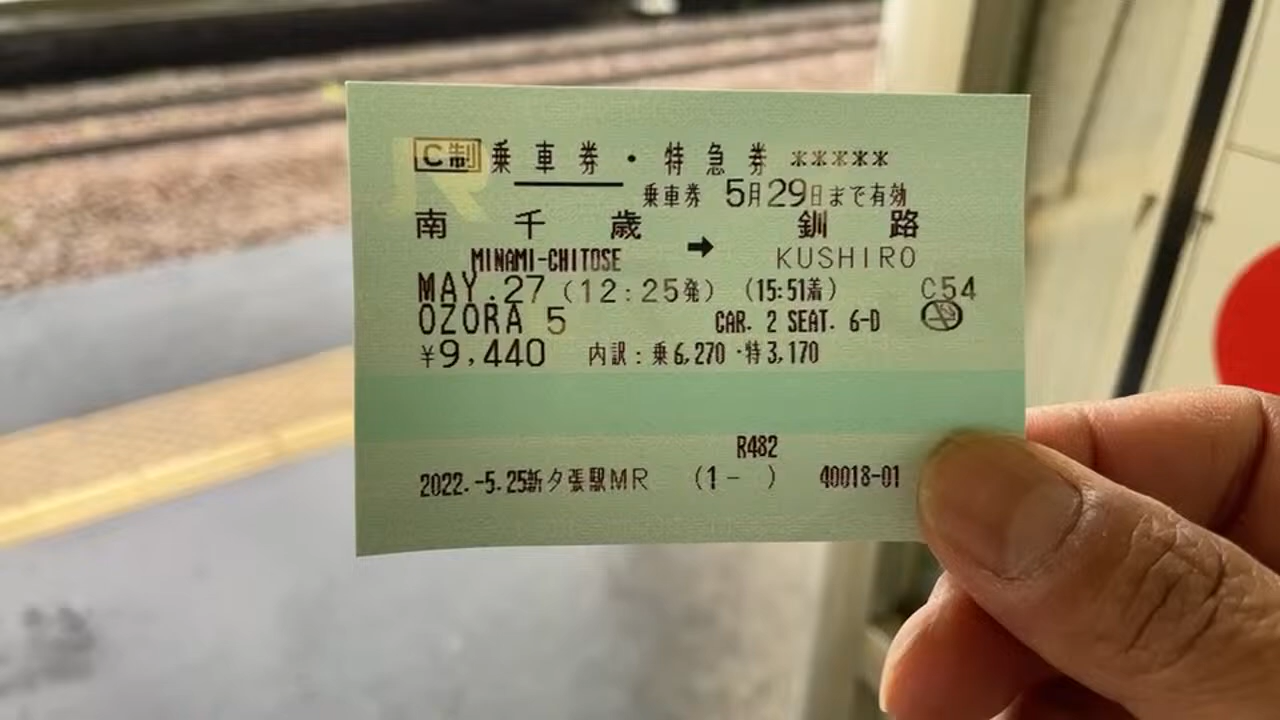 C制 乗車券・特急券 *****
乗車券 5月29日まで有効
南千歳 → 釧路
MINAMI-CHITOSE KUSHIRO
MAY.27 (12:25発) (15:51着) C54
OZORA 5 CAR. 2 SEAT. 6-D
¥9,440 内訳:乗6,270・特3,170
R482
2022.-5.25新夕張駅MR (1- ) 40018-01